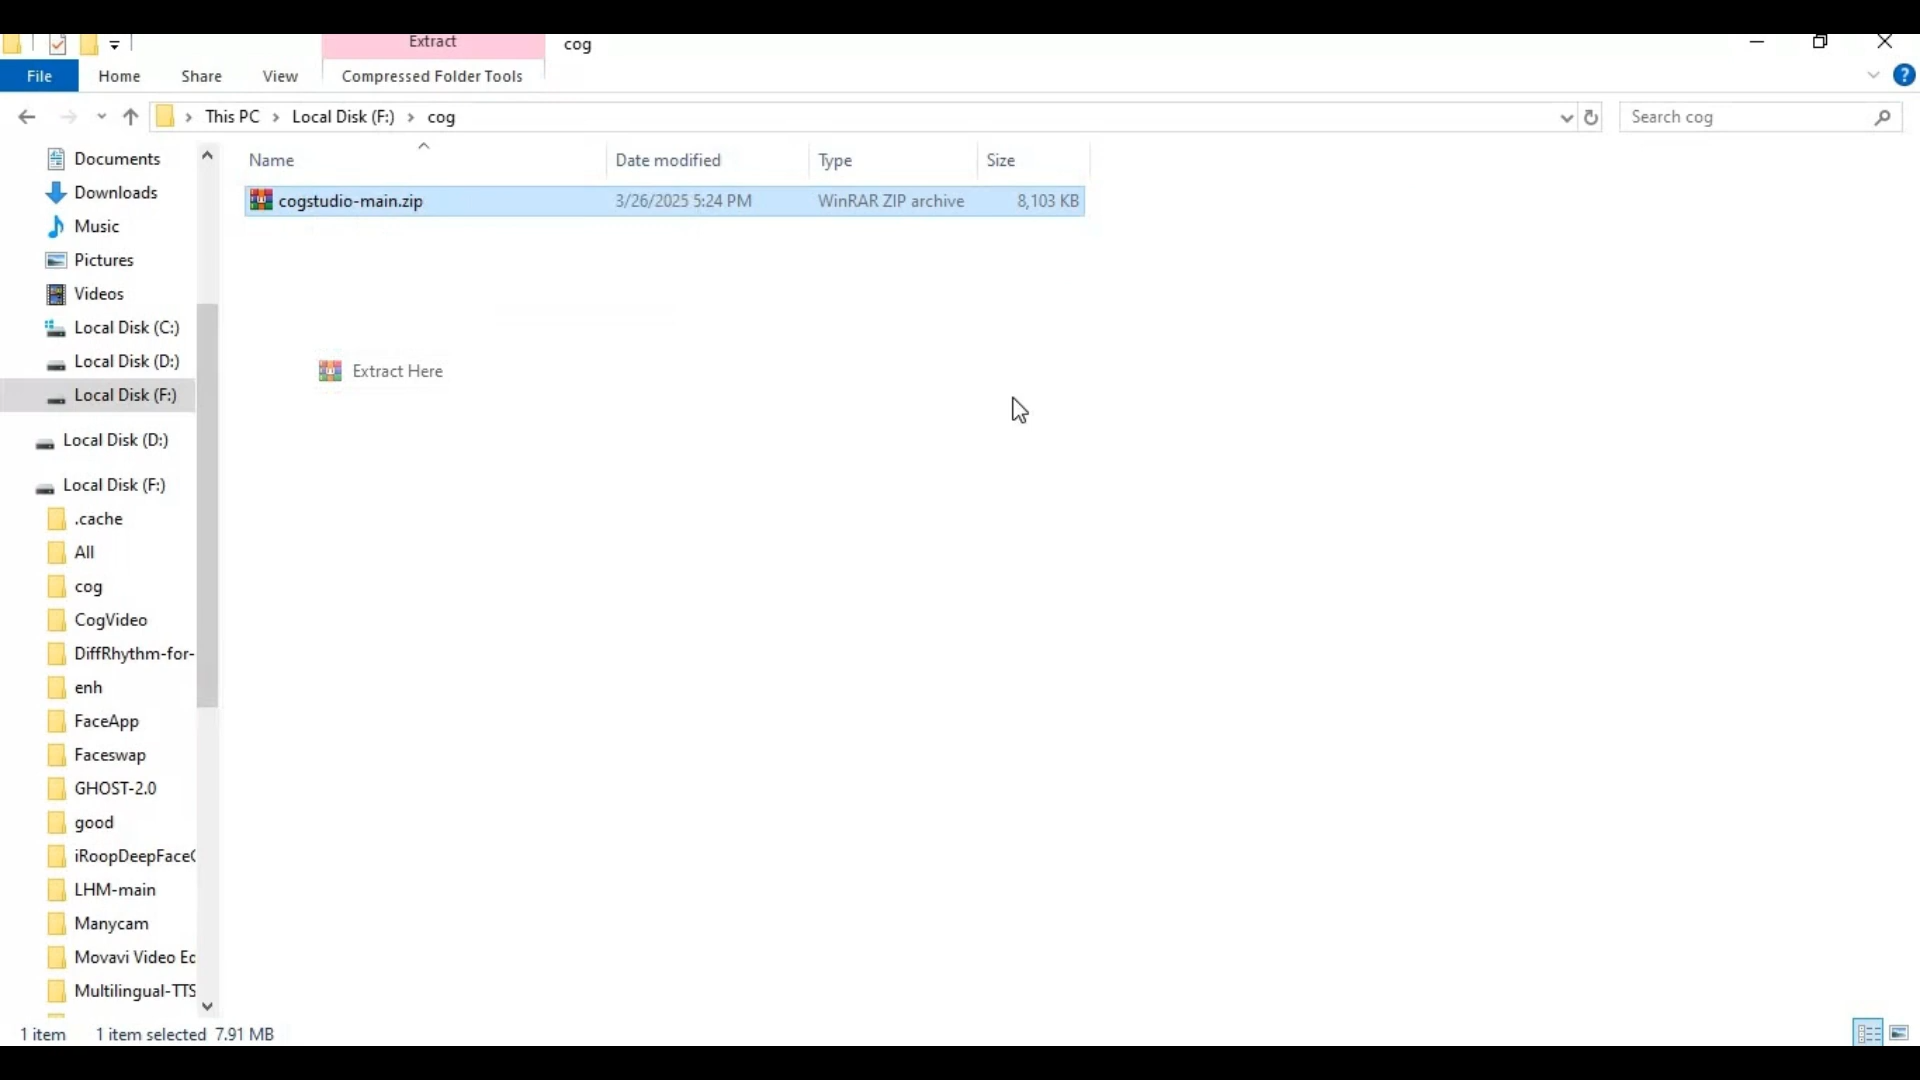 Extract
cog
File
Home
Share
View
Compressed Folder Tools
This PC
Local Disk (F:)
cog
Search cog
Documents
Downloads
Music
Pictures
Videos
Local Disk (C:)
Local Disk (D:)
Local Disk (F:)
Local Disk (D:)
Local Disk (F:)
.cache
All
cog
CogVideo
DiffRhythm-for-
enh
FaceApp
Faceswap
GHOST-2.0
good
iRoopDeepFaceC
LHM-main
Manycam
Movavi Video Ed
Multilingual-TTS
Name
Date modified
Type
Size
cogstudio-main.zip
3/26/2025 5:24 PM
WinRAR ZIP archive
8,103 KB
Extract Here
1 item
1 item selected 7.91 MB